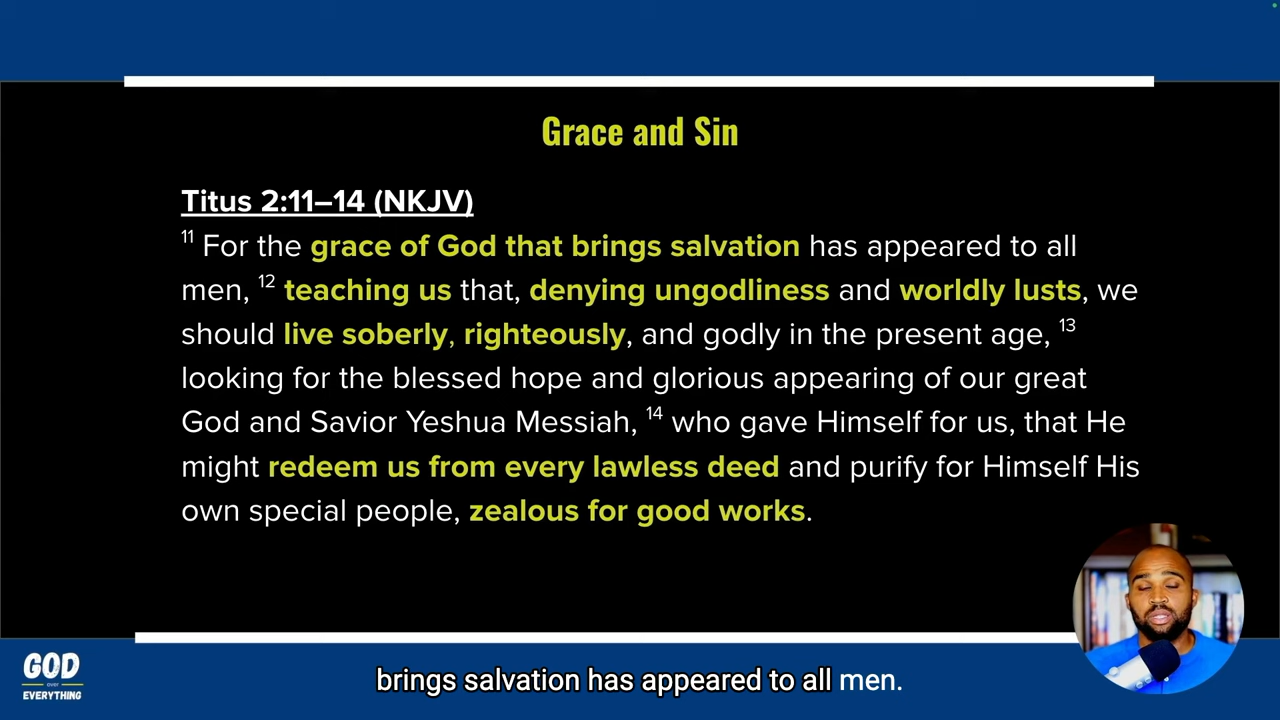 Grace and Sin
Titus 2:11–14 (NKJV)
11 For the grace of God that brings salvation has appeared to all
men, 12 teaching us that, denying ungodliness and worldly lusts, we
should live soberly, righteously, and godly in the present age, 13
looking for the blessed hope and glorious appearing of our great
God and Savior Yeshua Messiah, 14 who gave Himself for us, that He
might redeem us from every lawless deed and purify for Himself His
own special people, zealous for good works.
GOD
over
EVERYTHING
brings salvation has appeared to all men.